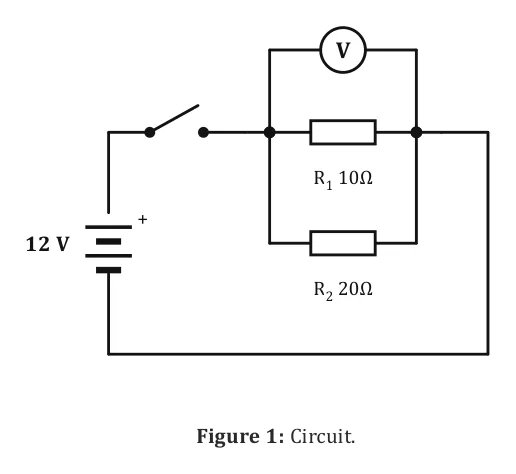 V
R₁ 10Ω
+
12 V
R₂ 20Ω
Figure 1: Circuit.